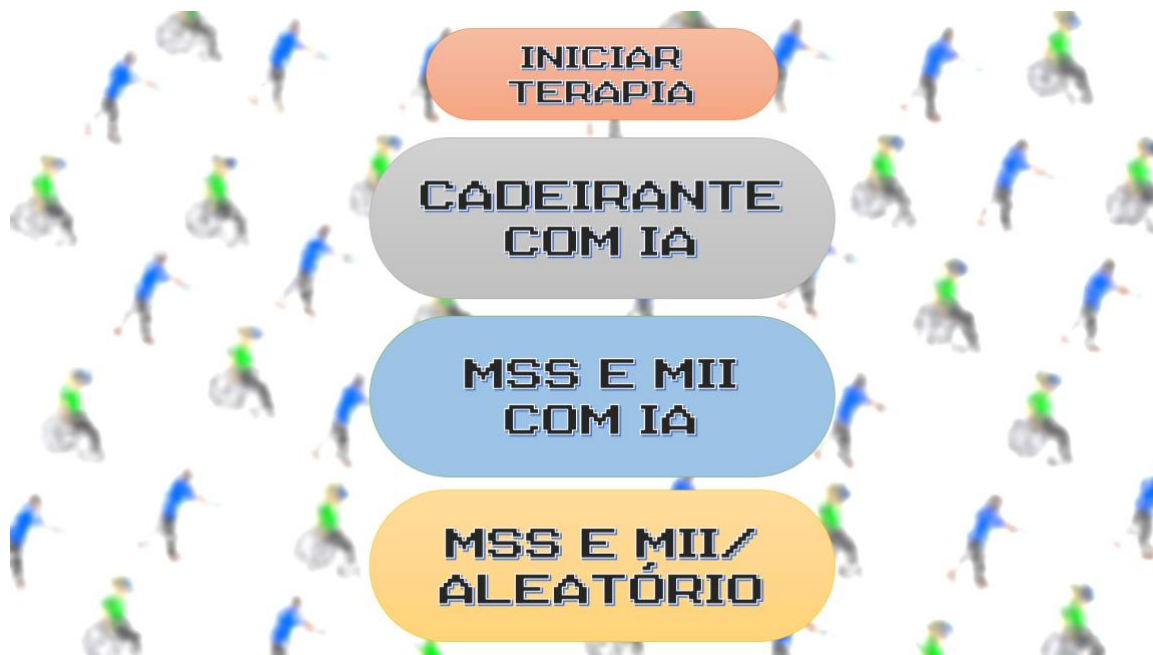 INICIAR
TERAPIA
CADEIRANTE
COM IA
MSS E MII
COM IA
MSS E MII/
ALEATÓRIO